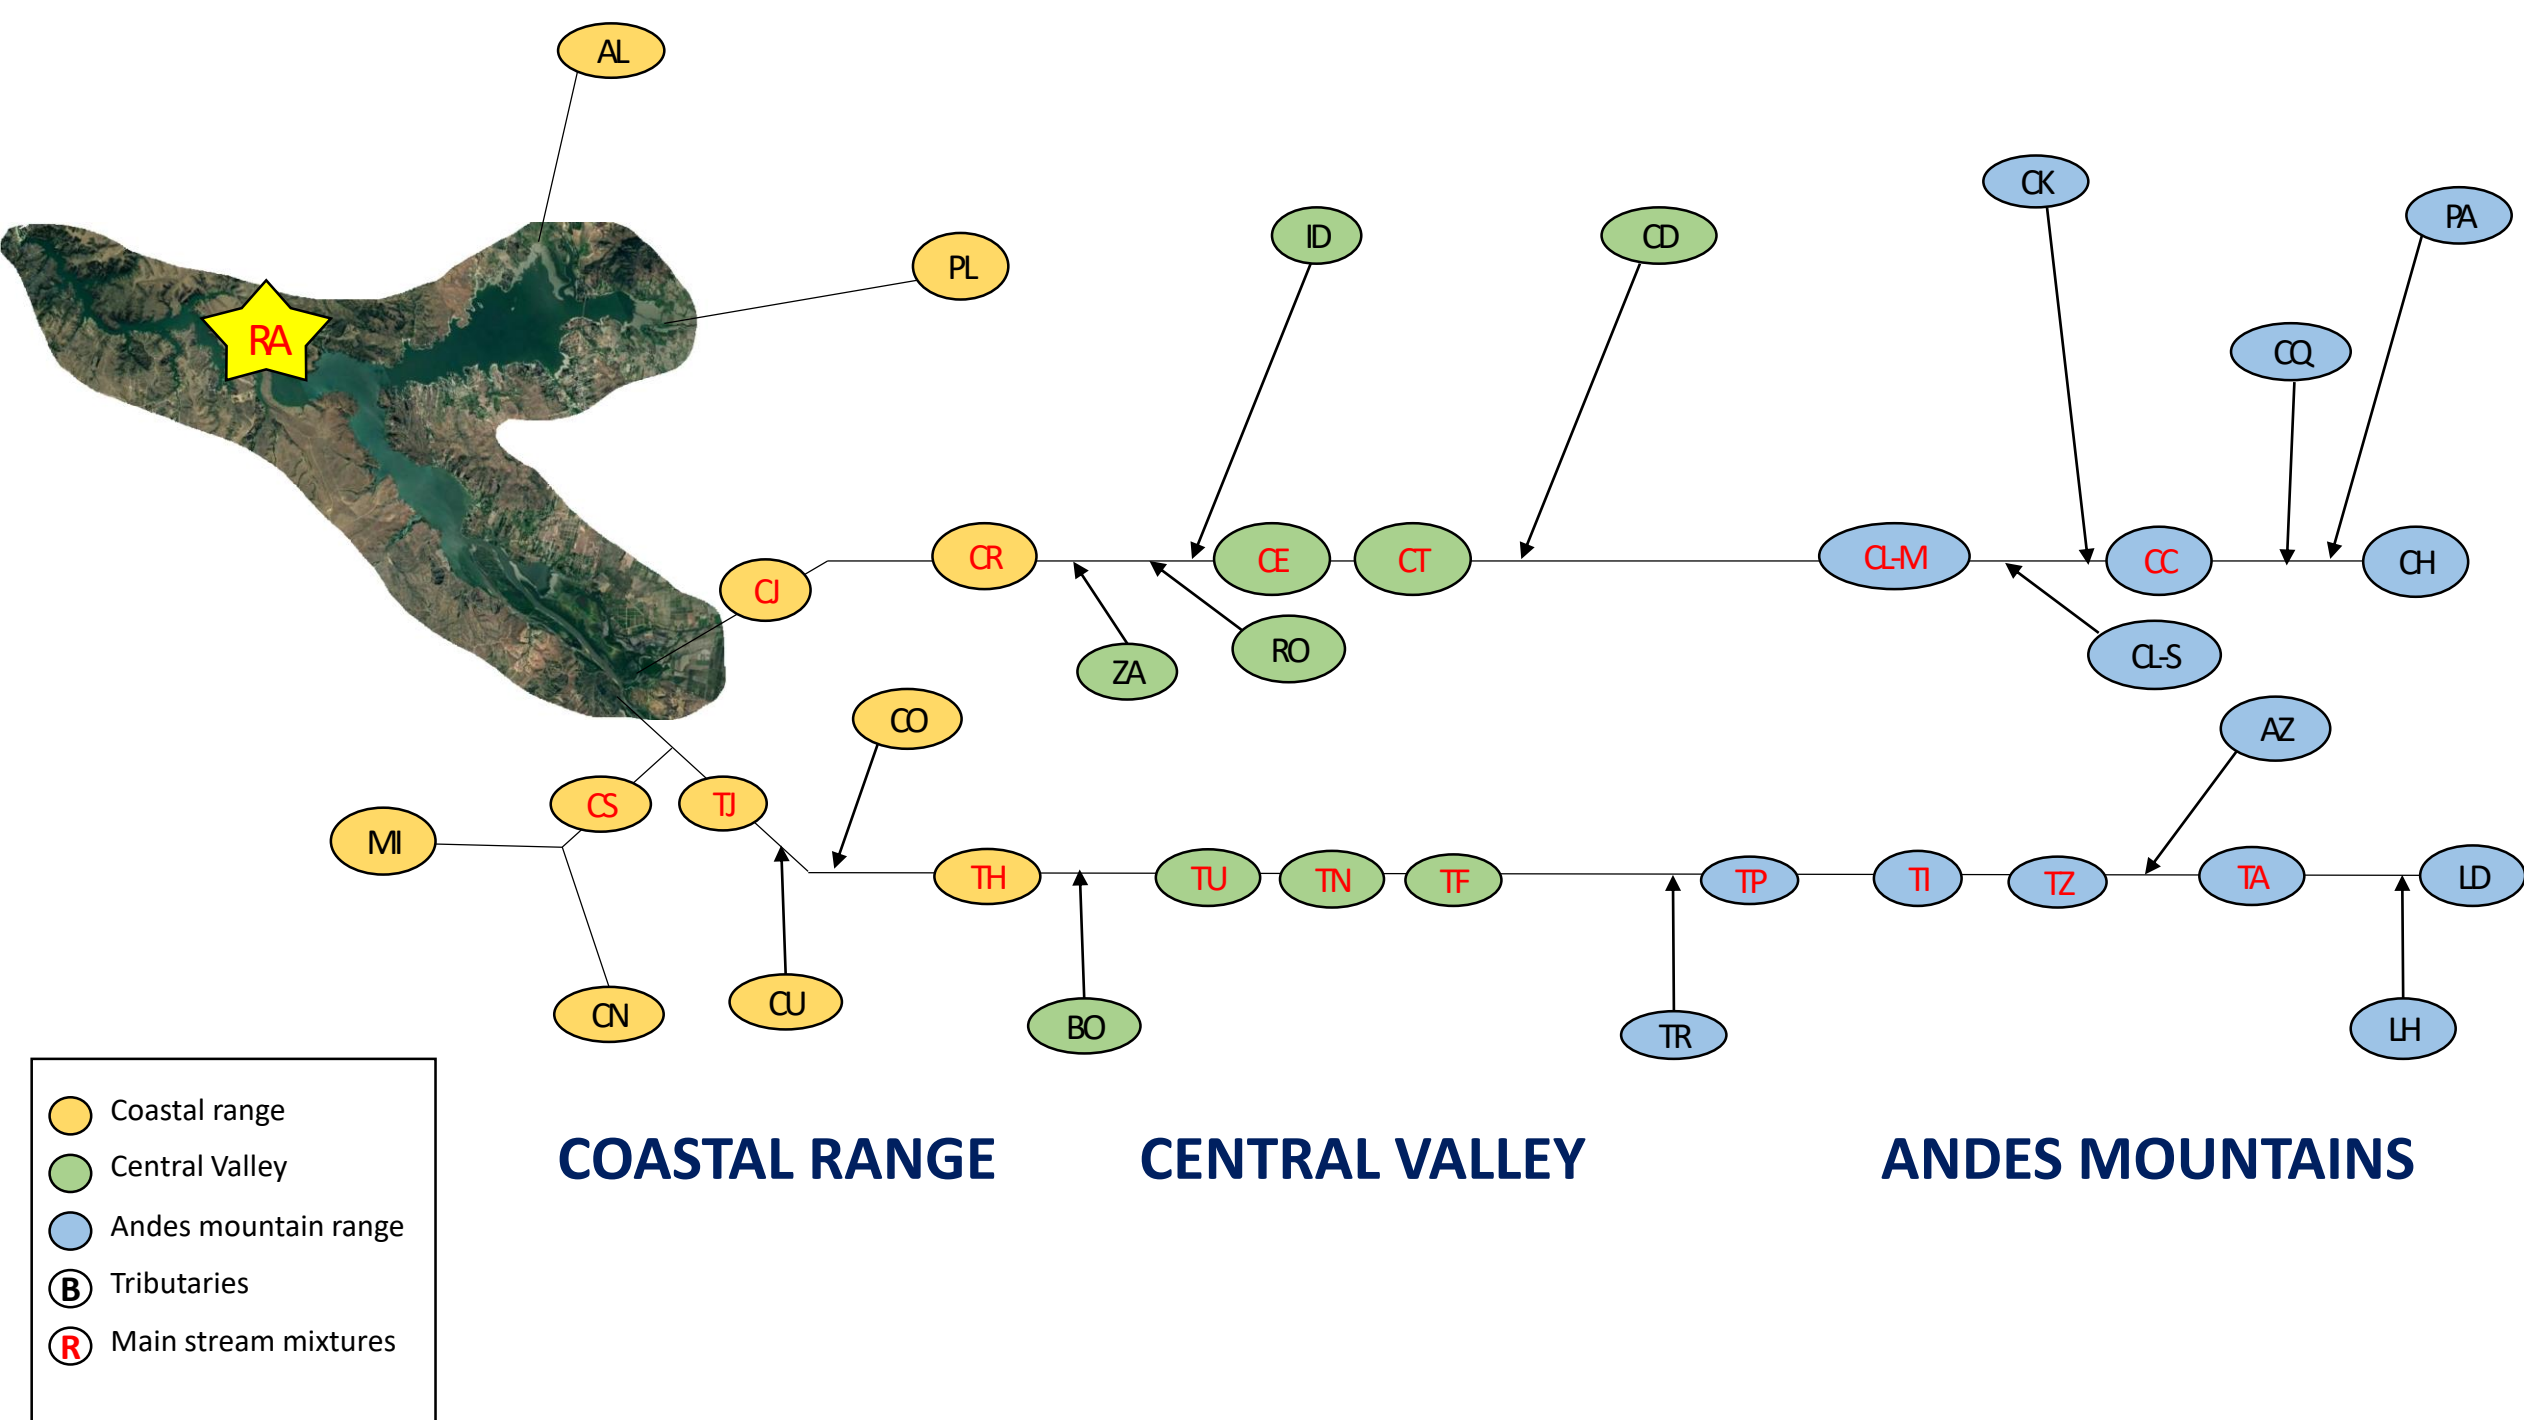 AL
PL
ID
CD
CK
PA
CQ
RA
CJ
CR
CE
CT
CL-M
CC
CH
ZA
RO
CL-S
CO
AZ
MI
CS
TJ
TH
TU
TN
TF
TP
TI
TZ
TA
LD
CN
CU
BO
TR
LH
COASTAL RANGE
CENTRAL VALLEY
ANDES MOUNTAINS
Coastal range
Central Valley
Andes mountain range
B Tributaries
R Main stream mixtures